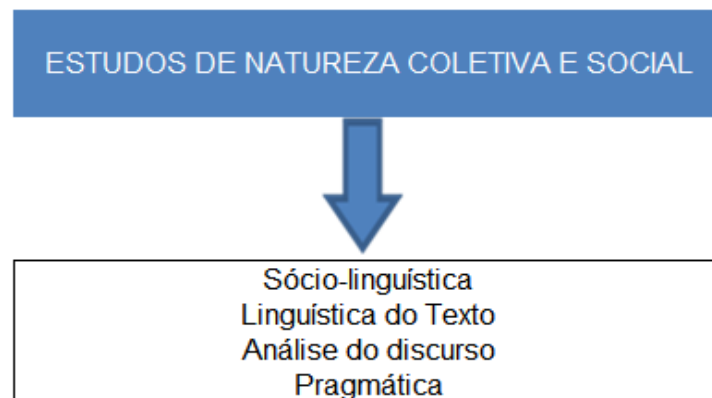 ESTUDOS DE NATUREZA COLETIVA E SOCIAL
Sócio-linguística
Linguística do Texto
Análise do discurso
Pragmática